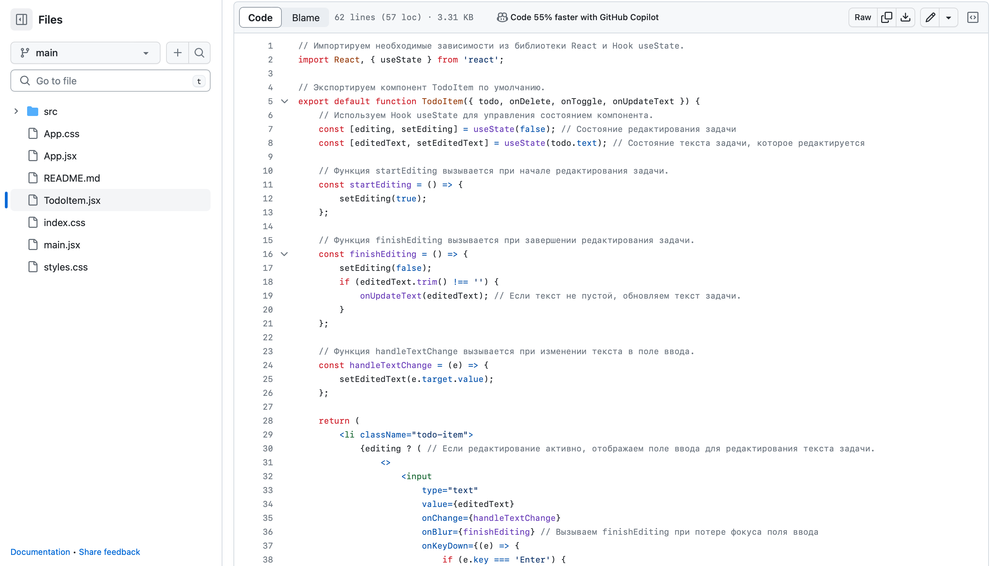 Files
main
Go to file
t
src
App.css
App.jsx
README.md
TodoItem.jsx
index.css
main.jsx
styles.css
Documentation • Share feedback
Code Blame 62 lines (57 loc) · 3.31 KB Code 55% faster with GitHub Copilot Raw
1 // Импортируем необходимые зависимости из библиотеки React и Hook useState.
2 import React, { useState } from 'react';
3
4 // Экспортируем компонент TodoItem по умолчанию.
5 export default function TodoItem({ todo, onDelete, onToggle, onUpdateText }) {
6     // Используем Hook useState для управления состоянием компонента.
7     const [editing, setEditing] = useState(false); // Состояние редактирования задачи
8     const [editedText, setEditedText] = useState(todo.text); // Состояние текста задачи, которое редактируется
9
10     // Функция startEditing вызывается при начале редактирования задачи.
11     const startEditing = () => {
12         setEditing(true);
13     };
14
15     // Функция finishEditing вызывается при завершении редактирования задачи.
16     const finishEditing = () => {
17         setEditing(false);
18         if (editedText.trim() !== '') {
19             onUpdateText(editedText); // Если текст не пустой, обновляем текст задачи.
20         }
21     };
22
23     // Функция handleTextChange вызывается при изменении текста в поле ввода.
24     const handleTextChange = (e) => {
25         setEditedText(e.target.value);
26     };
27
28     return (
29         <li className="todo-item">
30             {editing ? ( // Если редактирование активно, отображаем поле ввода для редактирования текста задачи.
31                 <>
32                     <input
33                         type="text"
34                         value={editedText}
35                         onChange={handleTextChange}
36                         onBlur={finishEditing} // Вызываем finishEditing при потере фокуса поля ввода
37                         onKeyDown={(e) => {
38                             if (e.key === 'Enter') {